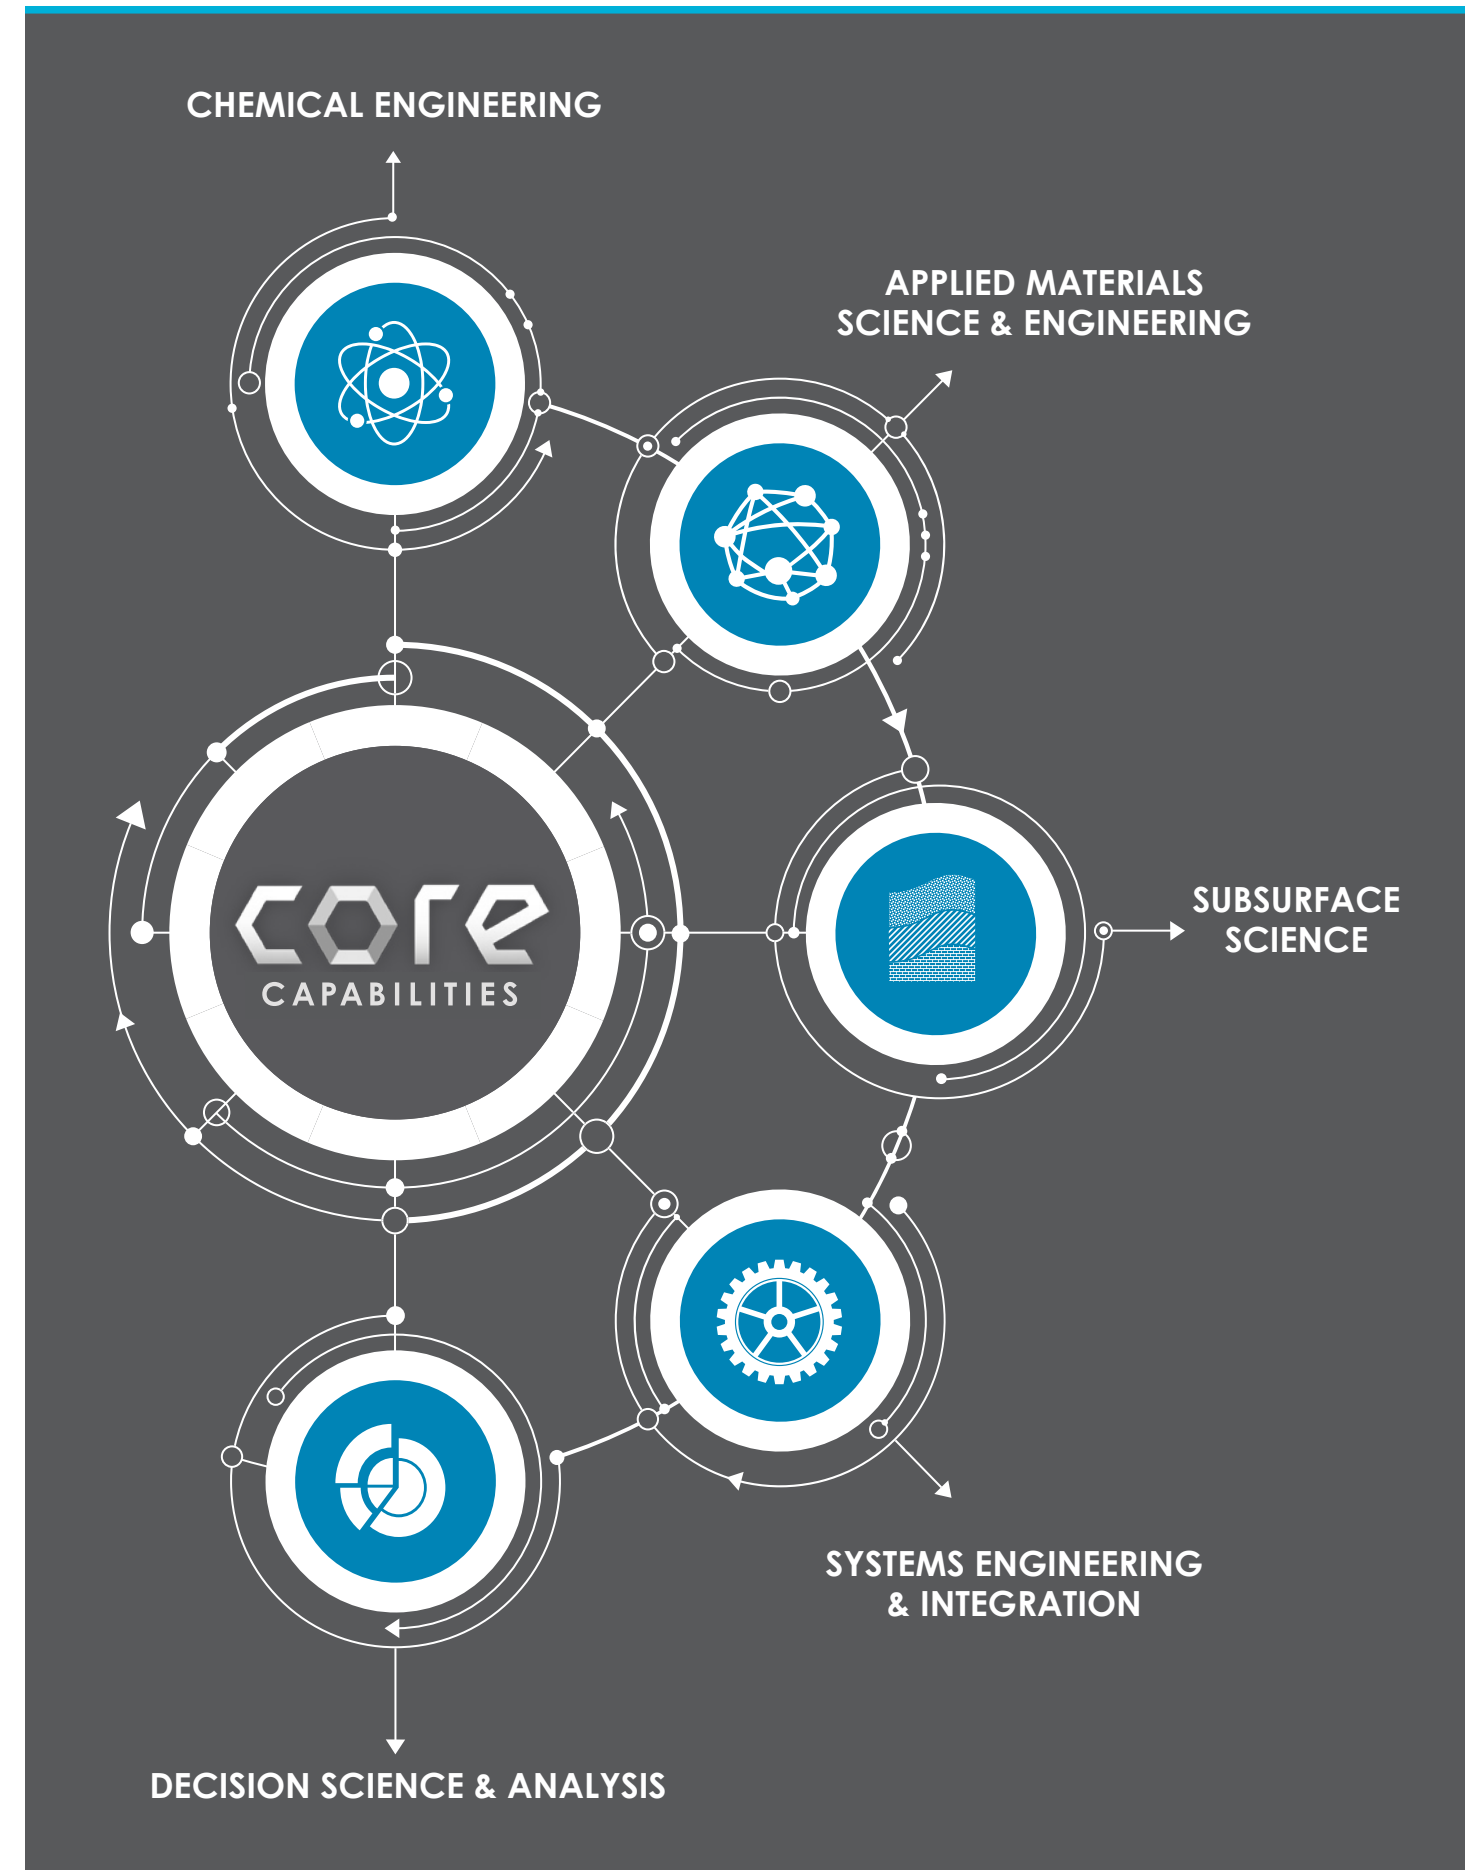 CHEMICAL ENGINEERING
APPLIED MATERIALS
SCIENCE & ENGINEERING
core
CAPABILITIES
SUBSURFACE
SCIENCE
SYSTEMS ENGINEERING
& INTEGRATION
DECISION SCIENCE & ANALYSIS